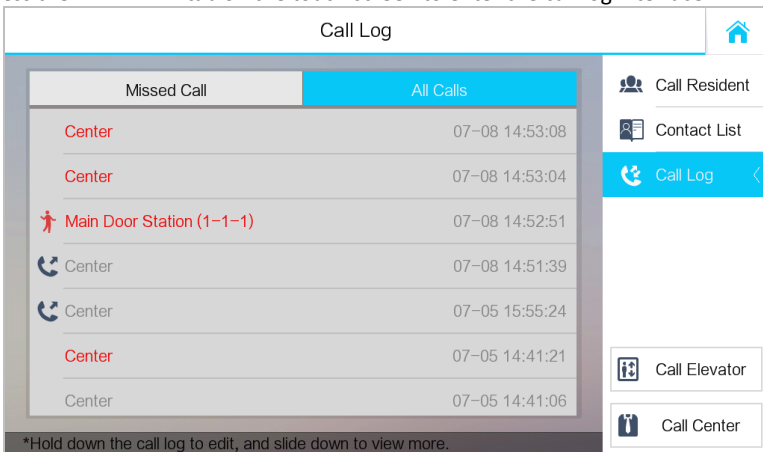 Call Log
Missed Call
All Calls
Center 07-08 14:53:08
Center 07-08 14:53:04
Main Door Station (1-1-1) 07-08 14:52:51
Center 07-08 14:51:39
Center 07-05 15:55:24
Center 07-05 14:41:21
Center 07-05 14:41:06
*Hold down the call log to edit, and slide down to view more.
Call Resident
Contact List
Call Log
Call Elevator
Call Center